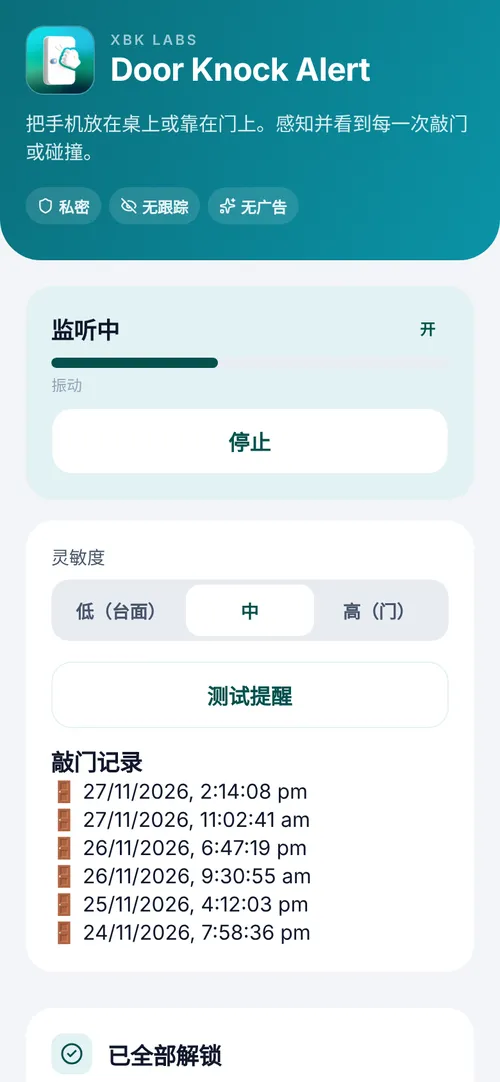 XBK LABS
Door Knock Alert
把手机放在桌上或靠在门上。感知并看到每一次敲门
或碰撞。
私密 无跟踪 无广告
监听中 开
振动
停止
灵敏度
低（台面） 中 高（门）
测试提醒
敲门记录
27/11/2026, 2:14:08 pm
27/11/2026, 11:02:41 am
26/11/2026, 6:47:19 pm
26/11/2026, 9:30:55 am
25/11/2026, 4:12:03 pm
24/11/2026, 7:58:36 pm
已全部解锁